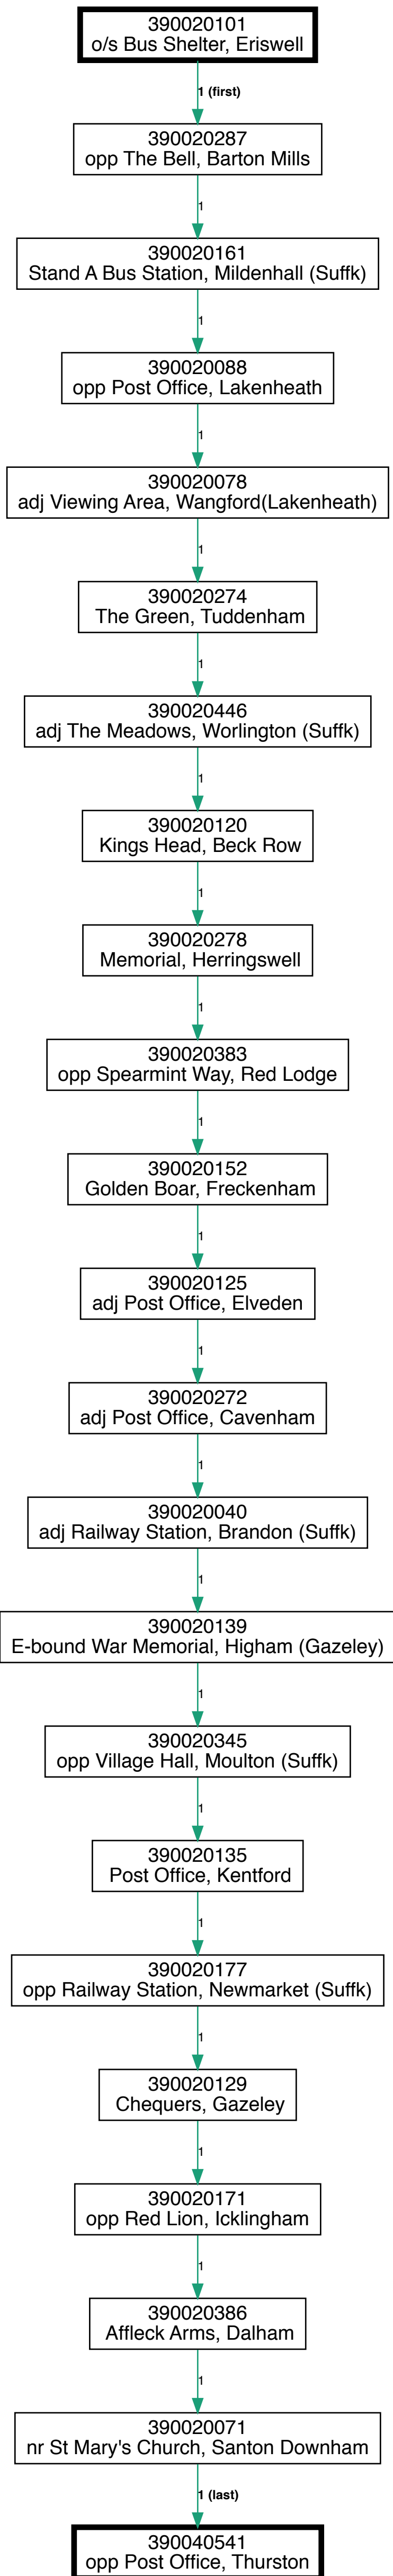 390020101
o/s Bus Shelter, Eriswell
1 (first)
390020287
opp The Bell, Barton Mills
1
390020161
Stand A Bus Station, Mildenhall (Suffk)
1
390020088
opp Post Office, Lakenheath
1
390020078
adj Viewing Area, Wangford(Lakenheath)
1
390020274
The Green, Tuddenham
1
390020446
adj The Meadows, Worlington (Suffk)
1
390020120
Kings Head, Beck Row
1
390020278
Memorial, Herringswell
1
390020383
opp Spearmint Way, Red Lodge
1
390020152
Golden Boar, Freckenham
1
390020125
adj Post Office, Elveden
1
390020272
adj Post Office, Cavenham
1
390020040
adj Railway Station, Brandon (Suffk)
1
390020139
E-bound War Memorial, Higham (Gazeley)
1
390020345
opp Village Hall, Moulton (Suffk)
1
390020135
Post Office, Kentford
1
390020177
opp Railway Station, Newmarket (Suffk)
1
390020129
Chequers, Gazeley
1
390020171
opp Red Lion, Icklingham
1
390020386
Affleck Arms, Dalham
1
390020071
nr St Mary's Church, Santon Downham
1 (last)
390040541
opp Post Office, Thurston